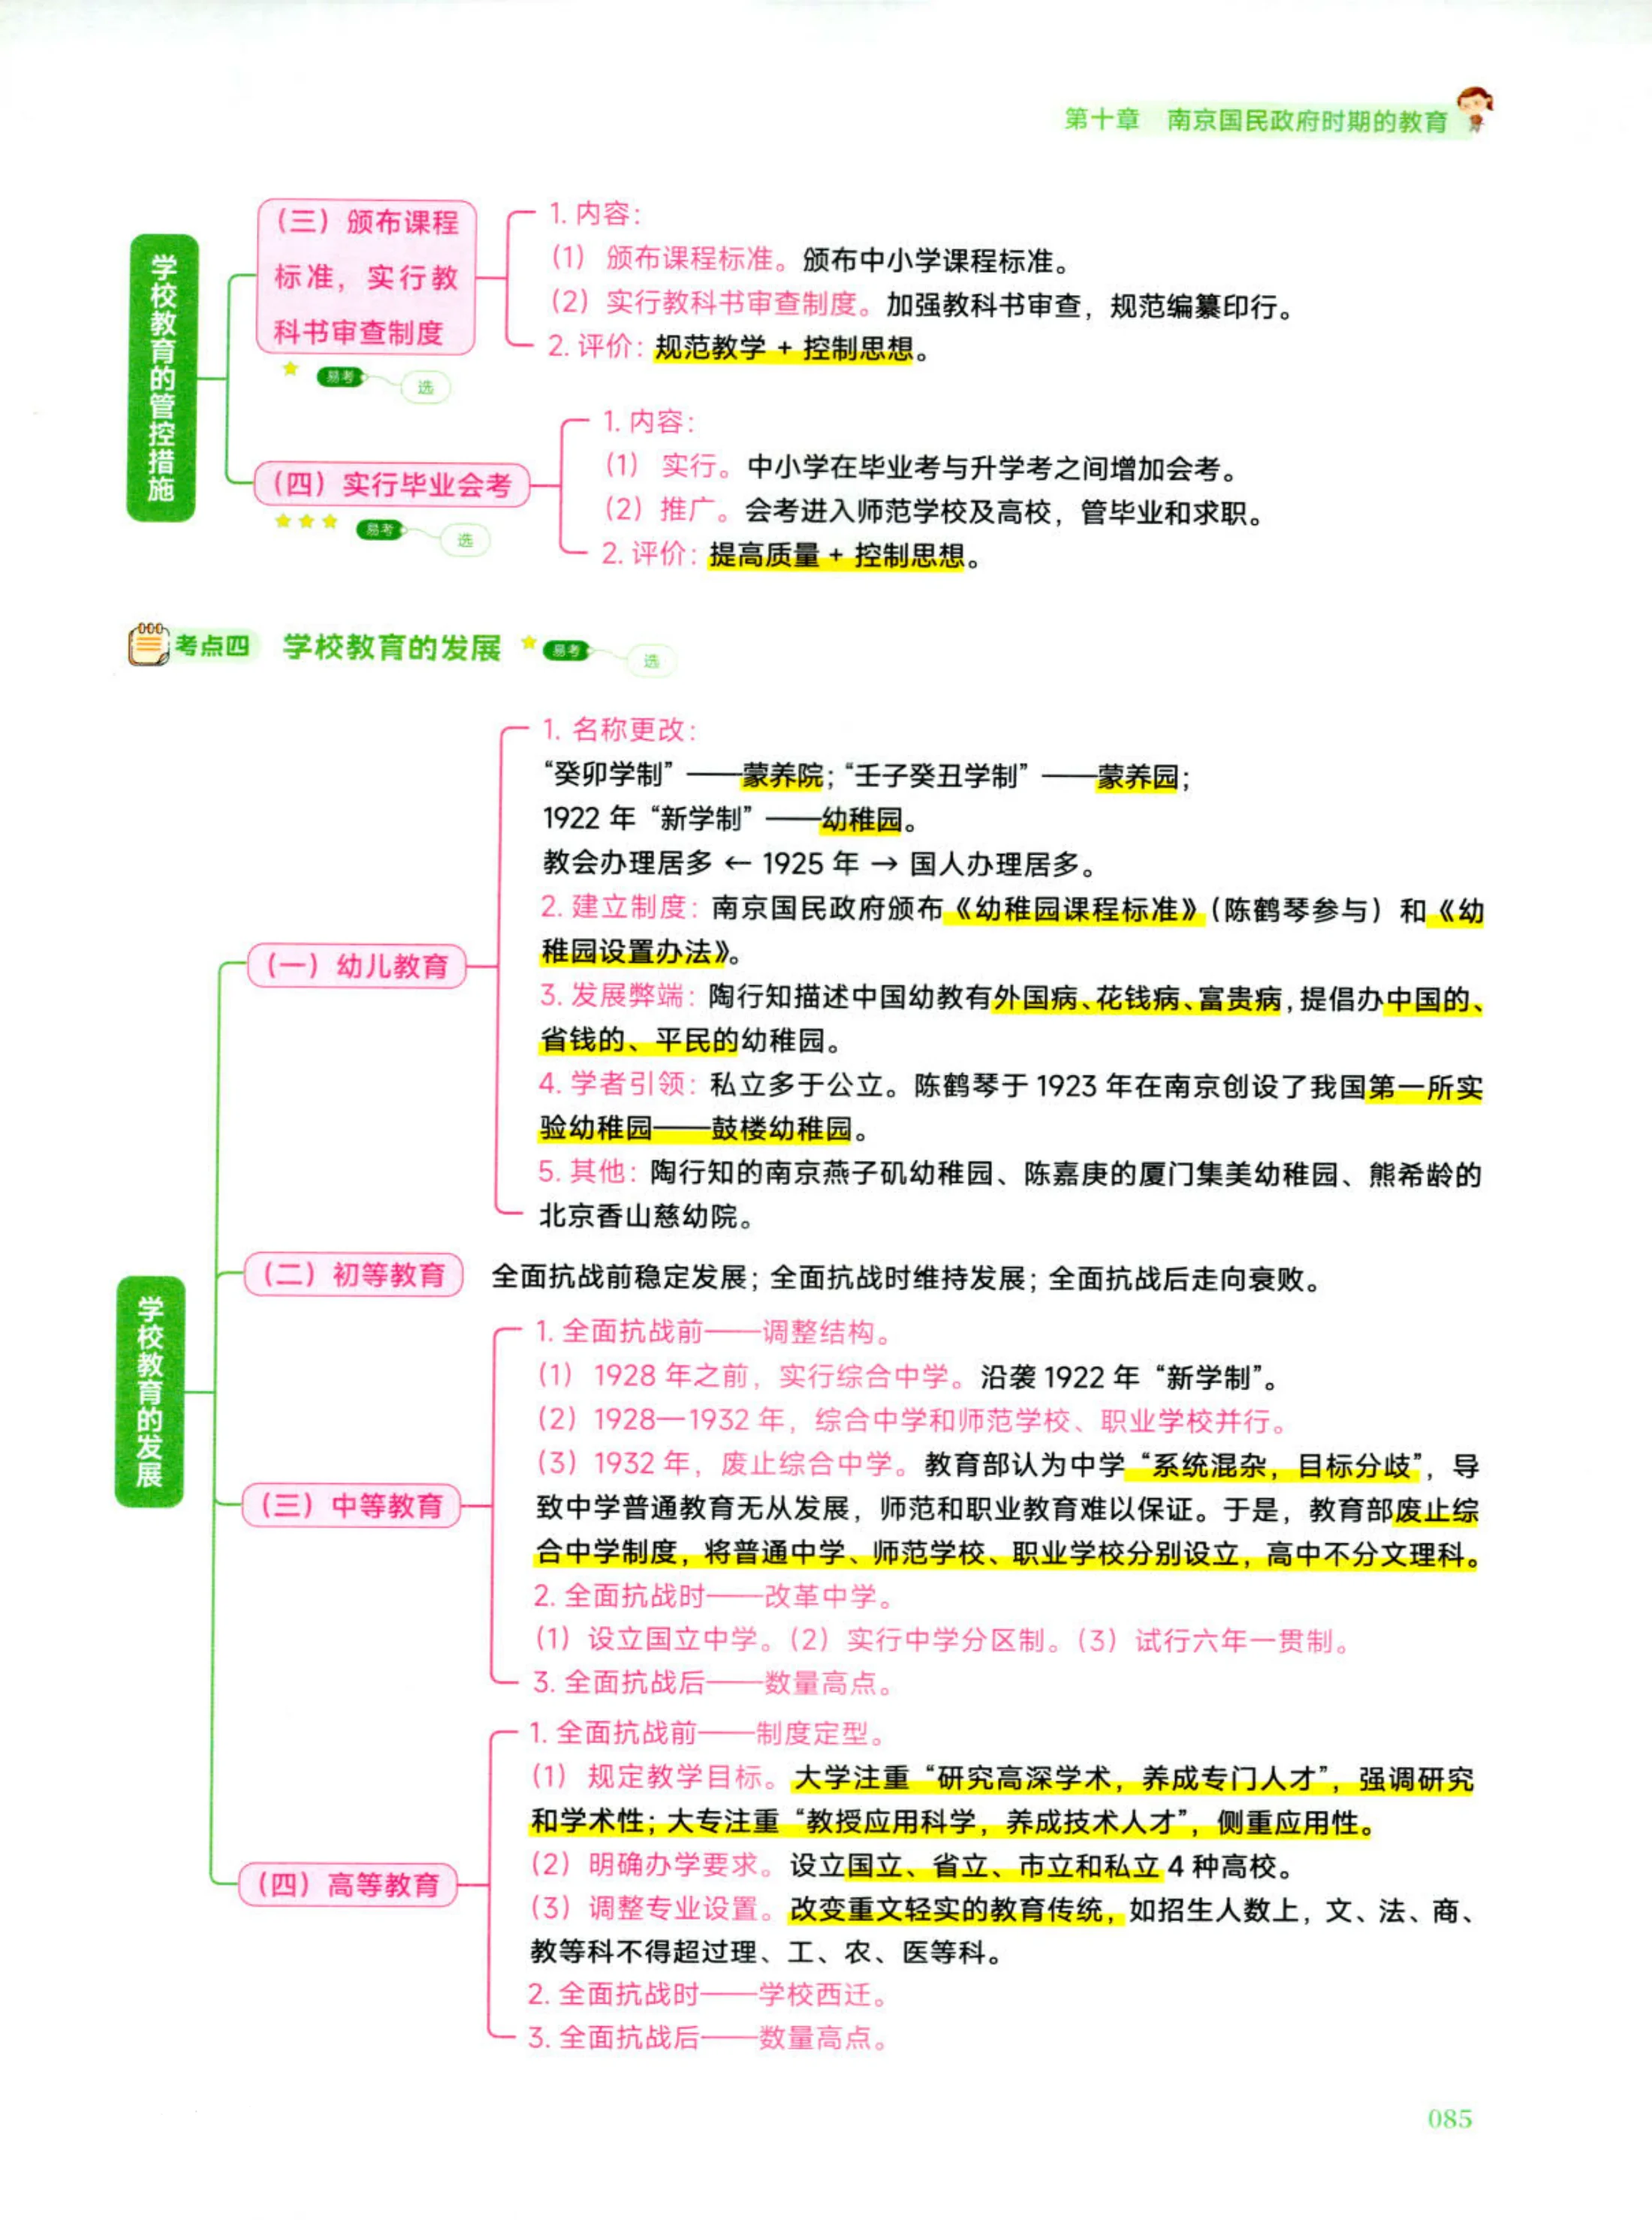 第十章 南京国民政府时期的教育
学校教育的管控措施
（三）颁布课程
标准，实行教
科书审查制度
易考
选
1. 内容：
（1） 颁布课程标准。颁布中小学课程标准。
（2）实行教科书审查制度。加强教科书审查，规范编纂印行。
2. 评价：规范教学 + 控制思想。
（四）实行毕业会考
易考
选
1. 内容：
（1） 实行。中小学在毕业考与升学考之间增加会考。
（2）推广。会考进入师范学校及高校，管毕业和求职。
2. 评价：提高质量 + 控制思想。
考点四 学校教育的发展
易考
选
学校教育的发展
（一）幼儿教育
1. 名称更改：
“癸卯学制” ——蒙养院；“壬子癸丑学制” ——蒙养园；
1922 年 “新学制” ——幼稚园。
教会办理居多 ← 1925 年 → 国人办理居多。
2. 建立制度：南京国民政府颁布《幼稚园课程标准》（陈鹤琴参与）和《幼
稚园设置办法》。
3. 发展弊端：陶行知描述中国幼教有外国病、花钱病、富贵病，提倡办中国的、
省钱的、平民的幼稚园。
4. 学者引领：私立多于公立。陈鹤琴于 1923 年在南京创设了我国第一所实
验幼稚园——鼓楼幼稚园。
5. 其他：陶行知的南京燕子矶幼稚园、陈嘉庚的厦门集美幼稚园、熊希龄的
北京香山慈幼院。
（二）初等教育
全面抗战前稳定发展；全面抗战时维持发展；全面抗战后走向衰败。
（三）中等教育
1. 全面抗战前——调整结构。
（1） 1928 年之前，实行综合中学。沿袭 1922 年 “新学制”。
（2）1928—1932 年，综合中学和师范学校、职业学校并行。
（3）1932 年，废止综合中学。教育部认为中学 “系统混杂，目标分歧”，导
致中学普通教育无从发展，师范和职业教育难以保证。于是，教育部废止综
合中学制度，将普通中学、师范学校、职业学校分别设立，高中不分文理科。
2. 全面抗战时——改革中学。
（1）设立国立中学。（2）实行中学分区制。（3）试行六年一贯制。
3. 全面抗战后——数量高点。
（四）高等教育
1. 全面抗战前——制度定型。
（1）规定教学目标。大学注重 “研究高深学术，养成专门人才”，强调研究
和学术性；大专注重 “教授应用科学，养成技术人才”，侧重应用性。
（2）明确办学要求。设立国立、省立、市立和私立 4 种高校。
（3）调整专业设置。改变重文轻实的教育传统，如招生人数上，文、法、商、
教等科不得超过理、工、农、医等科。
2. 全面抗战时——学校西迁。
3. 全面抗战后——数量高点。
085